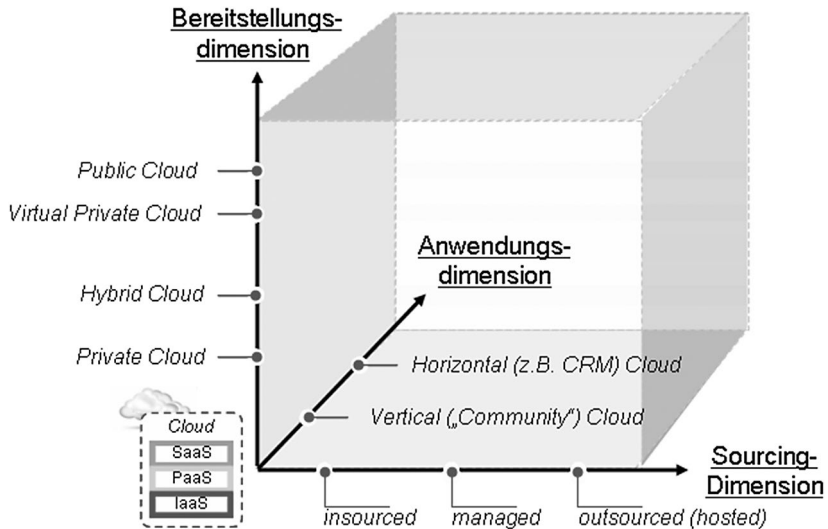 Bereitstellungs-
dimension
Public Cloud
Virtual Private Cloud
Anwendungs-
dimension
Hybrid Cloud
Private Cloud
Horizontal (z.B. CRM) Cloud
Vertical („Community“) Cloud
Cloud
SaaS
PaaS
IaaS
Sourcing-
Dimension
insourced
managed
outsourced (hosted)